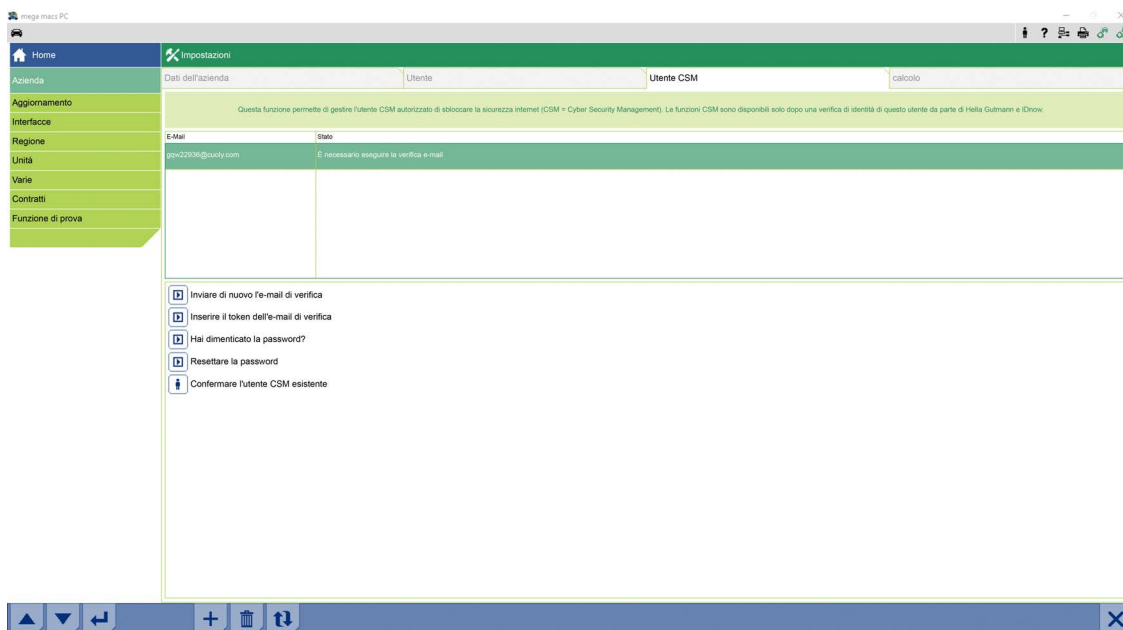 mega macs PC
?
Home
Impostazioni
Azienda
Dati dell'azienda
Utente
Utente CSM
calcolo
Aggiornamento
Interfacce
Regione
Unità
Varie
Contratti
Funzione di prova
Questa funzione permette di gestire l'utente CSM autorizzato di sbloccare la sicurezza internet (CSM = Cyber Security Management). Le funzioni CSM sono disponibili solo dopo una verifica di identità di questo utente da parte di Hella Gutmann e IDnow.
E-Mail
Stato
gqw22936@cuoly.com
È necessario eseguire la verifica e-mail
Inviare di nuovo l'e-mail di verifica
Inserire il token dell'e-mail di verifica
Hai dimenticato la password?
Resettare la password
Confermare l'utente CSM esistente